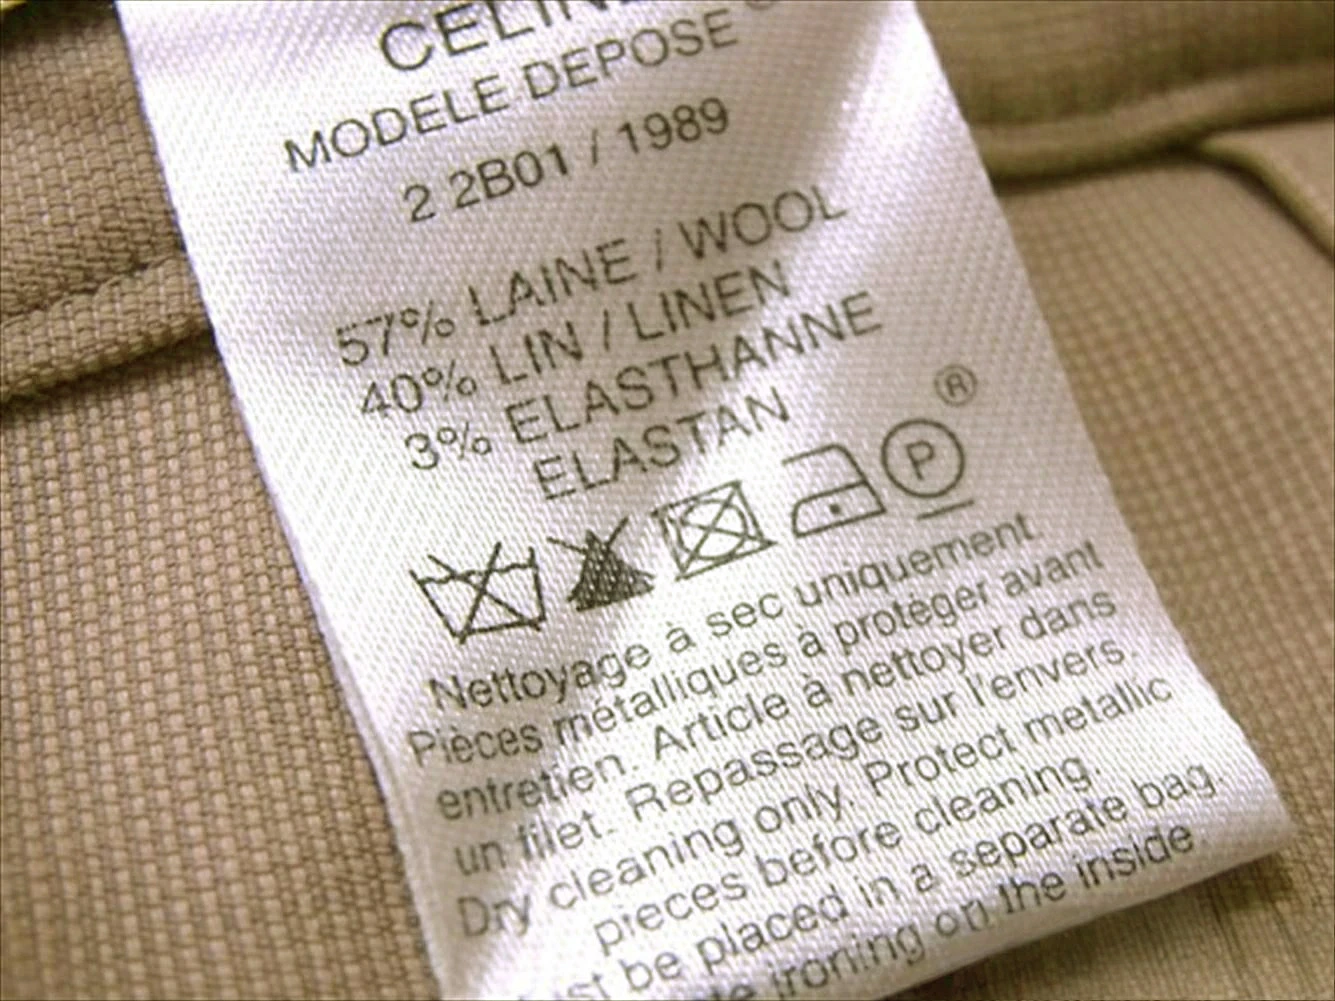 CELINE
MODELE DEPOSE ®
2 2B01 / 1989
57% LAINE / WOOL
40% LIN / LINEN
3% ELASTHANNE
ELASTAN
P ®
Nettoyage à sec uniquement.
Pièces métalliques à protéger avant
entretien. Article à nettoyer dans
un filet. Repassage sur l'envers.
Dry cleaning only. Protect metallic
pieces before cleaning.
be placed in a separate bag.
ironing on the inside.